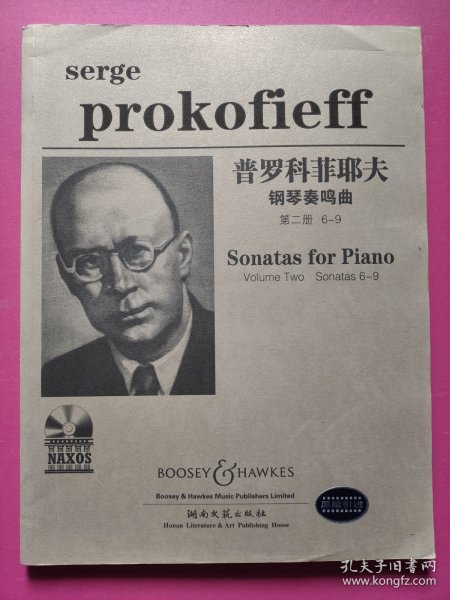 serge
prokofieff
普罗科菲耶夫
钢琴奏鸣曲
第二册 6-9
Sonatas for Piano
Volume Two Sonatas 6-9
NAXOS
BOOSEY & HAWKES
Boosey & Hawkes Music Publishers Limited
湖南文艺出版社
Hunan Literature & Art Publishing House
原版引进
孔夫子旧书网
www.kongfz.com